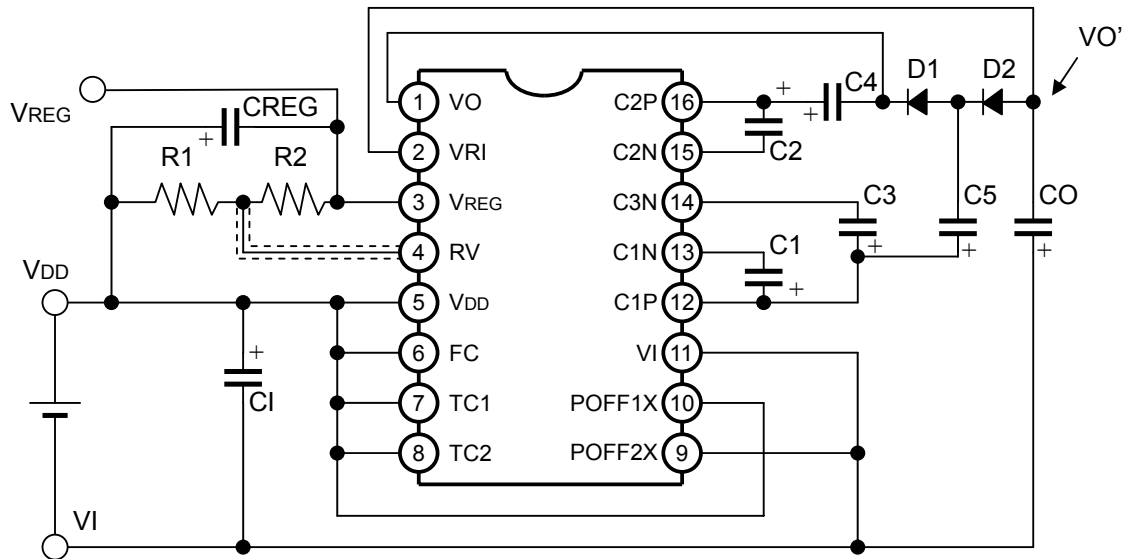 VO'
VREG
CREG
+
R1
R2
VDD
+
CI
VI
1 VO
2 VRI
3 VREG
4 RV
5 VDD
6 FC
7 TC1
8 TC2
C2P 16
C2N 15
C3N 14
C1N 13
C1P 12
VI 11
POFF1X 10
POFF2X 9
+
+
C4
D1
D2
C2
C3
+
C5
+
CO
+
C1
+